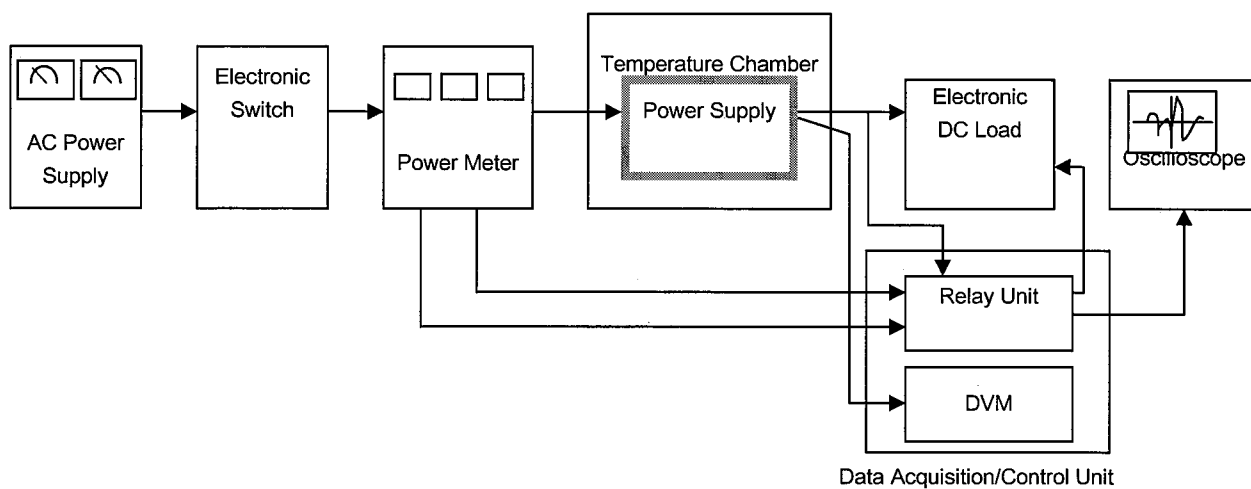 AC Power
Supply
Electronic
Switch
Power Meter
Temperature Chamber
Power Supply
Electronic
DC Load
Oscilloscope
Relay Unit
DVM
Data Acquisition/Control Unit